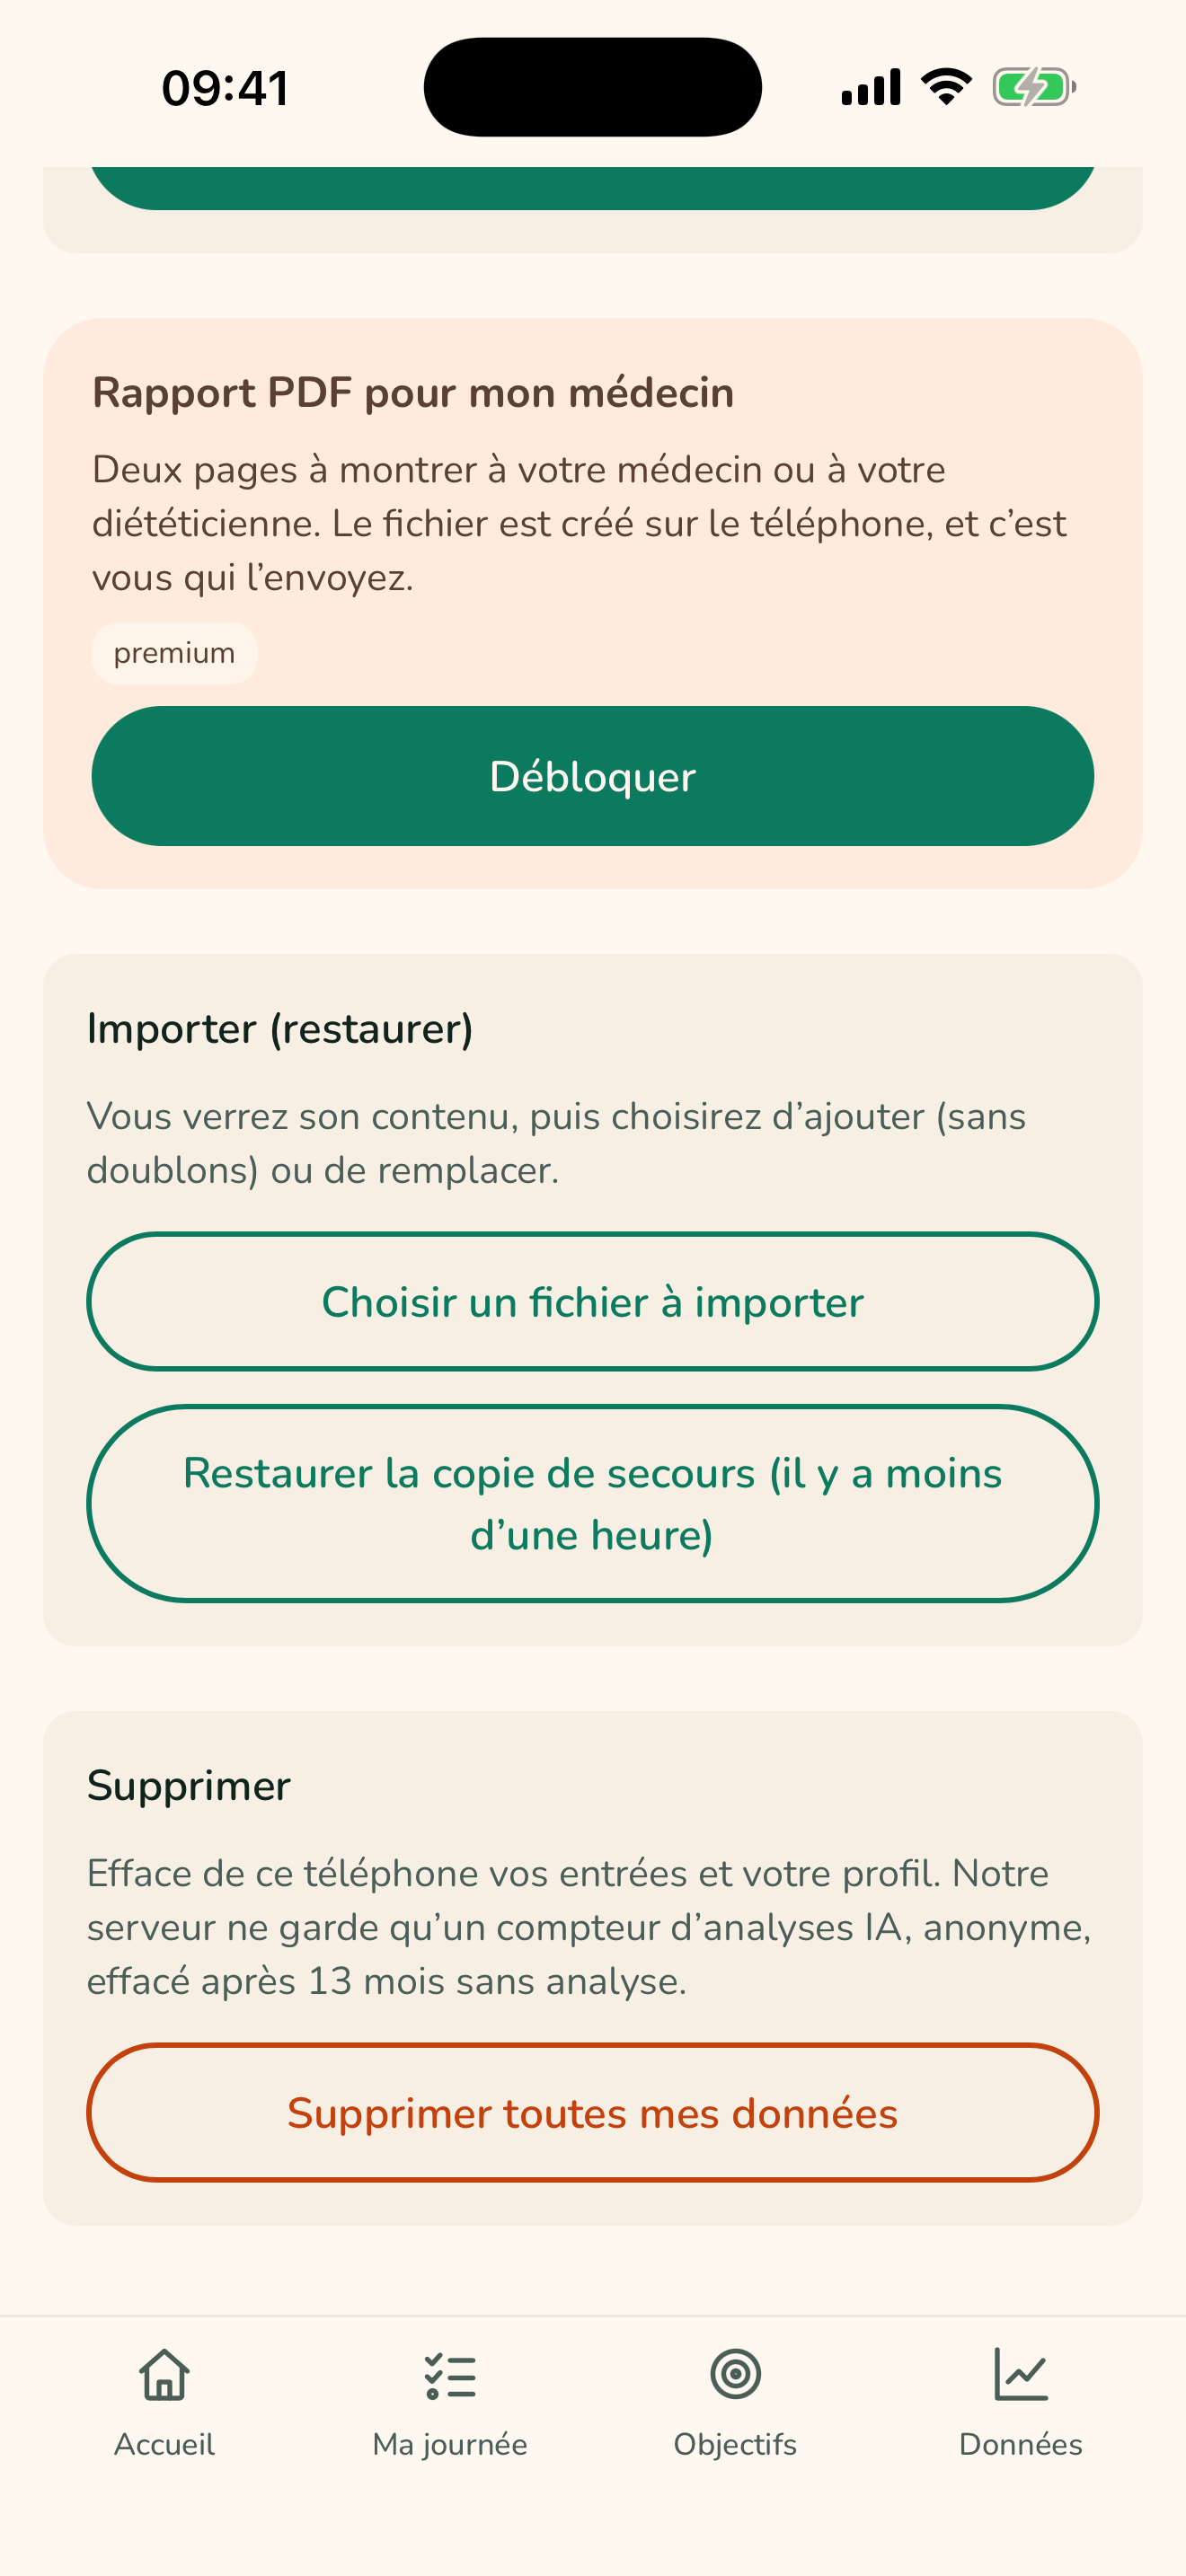 09:41
Rapport PDF pour mon médecin
Deux pages à montrer à votre médecin ou à votre
diététicienne. Le fichier est créé sur le téléphone, et c’est
vous qui l’envoyez.
premium
Débloquer
Importer (restaurer)
Vous verrez son contenu, puis choisirez d’ajouter (sans
doublons) ou de remplacer.
Choisir un fichier à importer
Restaurer la copie de secours (il y a moins
d’une heure)
Supprimer
Efface de ce téléphone vos entrées et votre profil. Notre
serveur ne garde qu’un compteur d’analyses IA, anonyme,
effacé après 13 mois sans analyse.
Supprimer toutes mes données
Accueil
Ma journée
Objectifs
Données